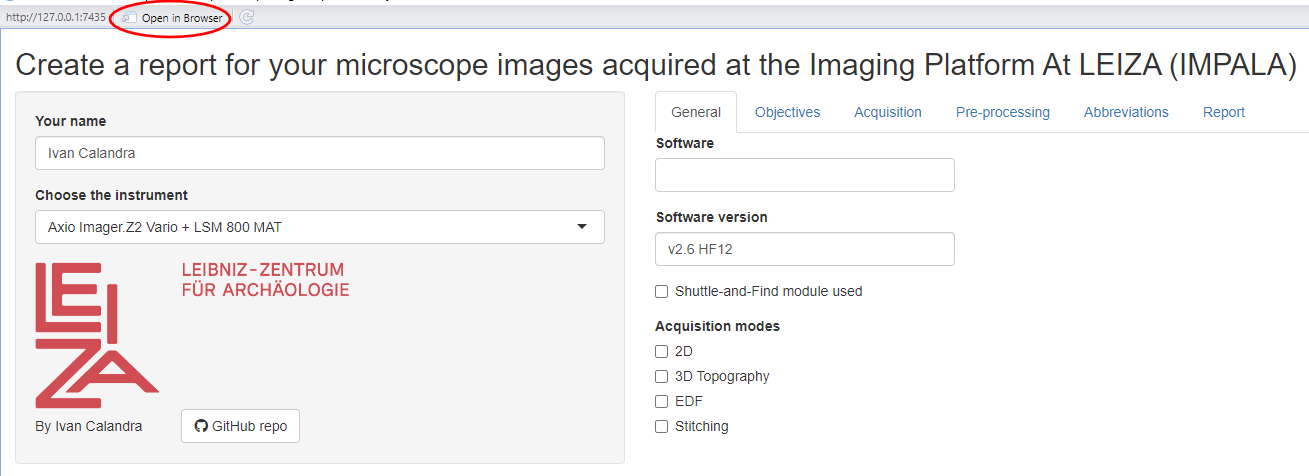 http://127.0.0.1:7435 Open in Browser
Create a report for your microscope images acquired at the Imaging Platform At LEIZA (IMPALA)
Your name
Ivan Calandra
Choose the instrument
Axio Imager.Z2 Vario + LSM 800 MAT
LEIZA
LEIBNIZ-ZENTRUM
FÜR ARCHÄOLOGIE
By Ivan Calandra
GitHub repo
General Objectives Acquisition Pre-processing Abbreviations Report
Software
Software version
v2.6 HF12
Shuttle-and-Find module used
Acquisition modes
2D
3D Topography
EDF
Stitching